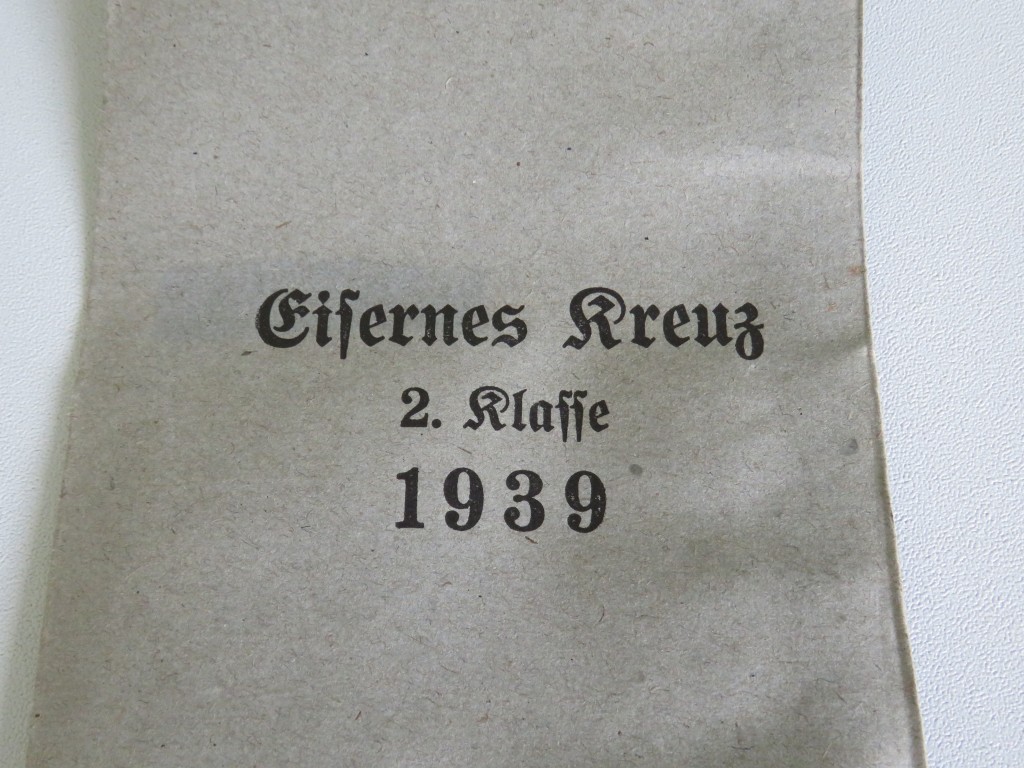 Eiſernes Kreuz
2. Klaſſe
1939